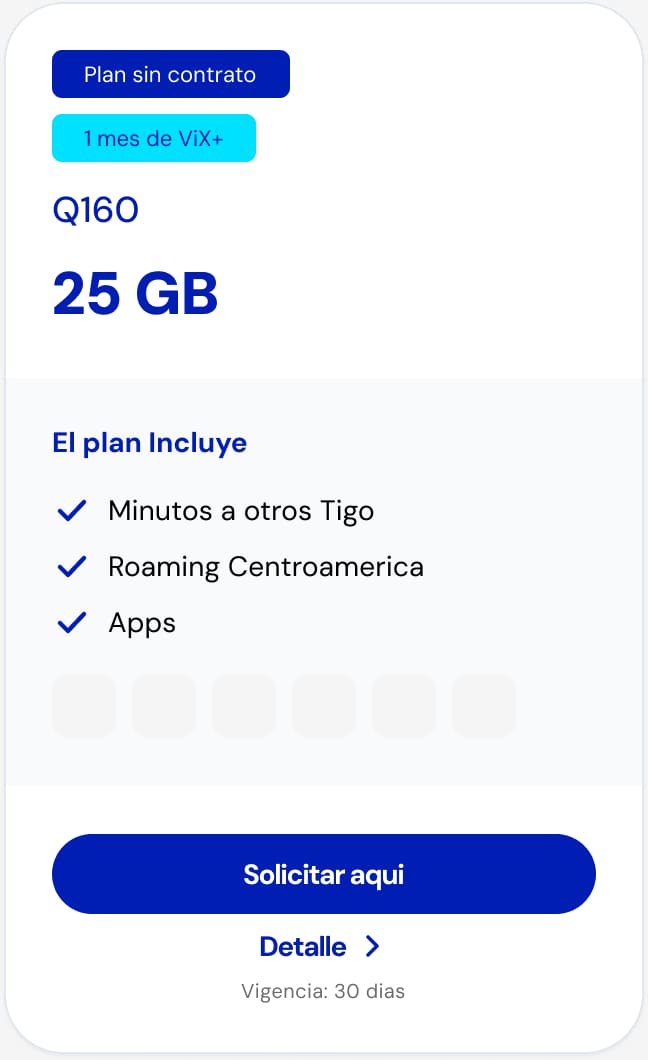 Plan sin contrato
1 mes de ViX+
Q160
25 GB
El plan Incluye
Minutos a otros Tigo
Roaming Centroamerica
Apps
Solicitar aqui
Detalle
Vigencia: 30 dias